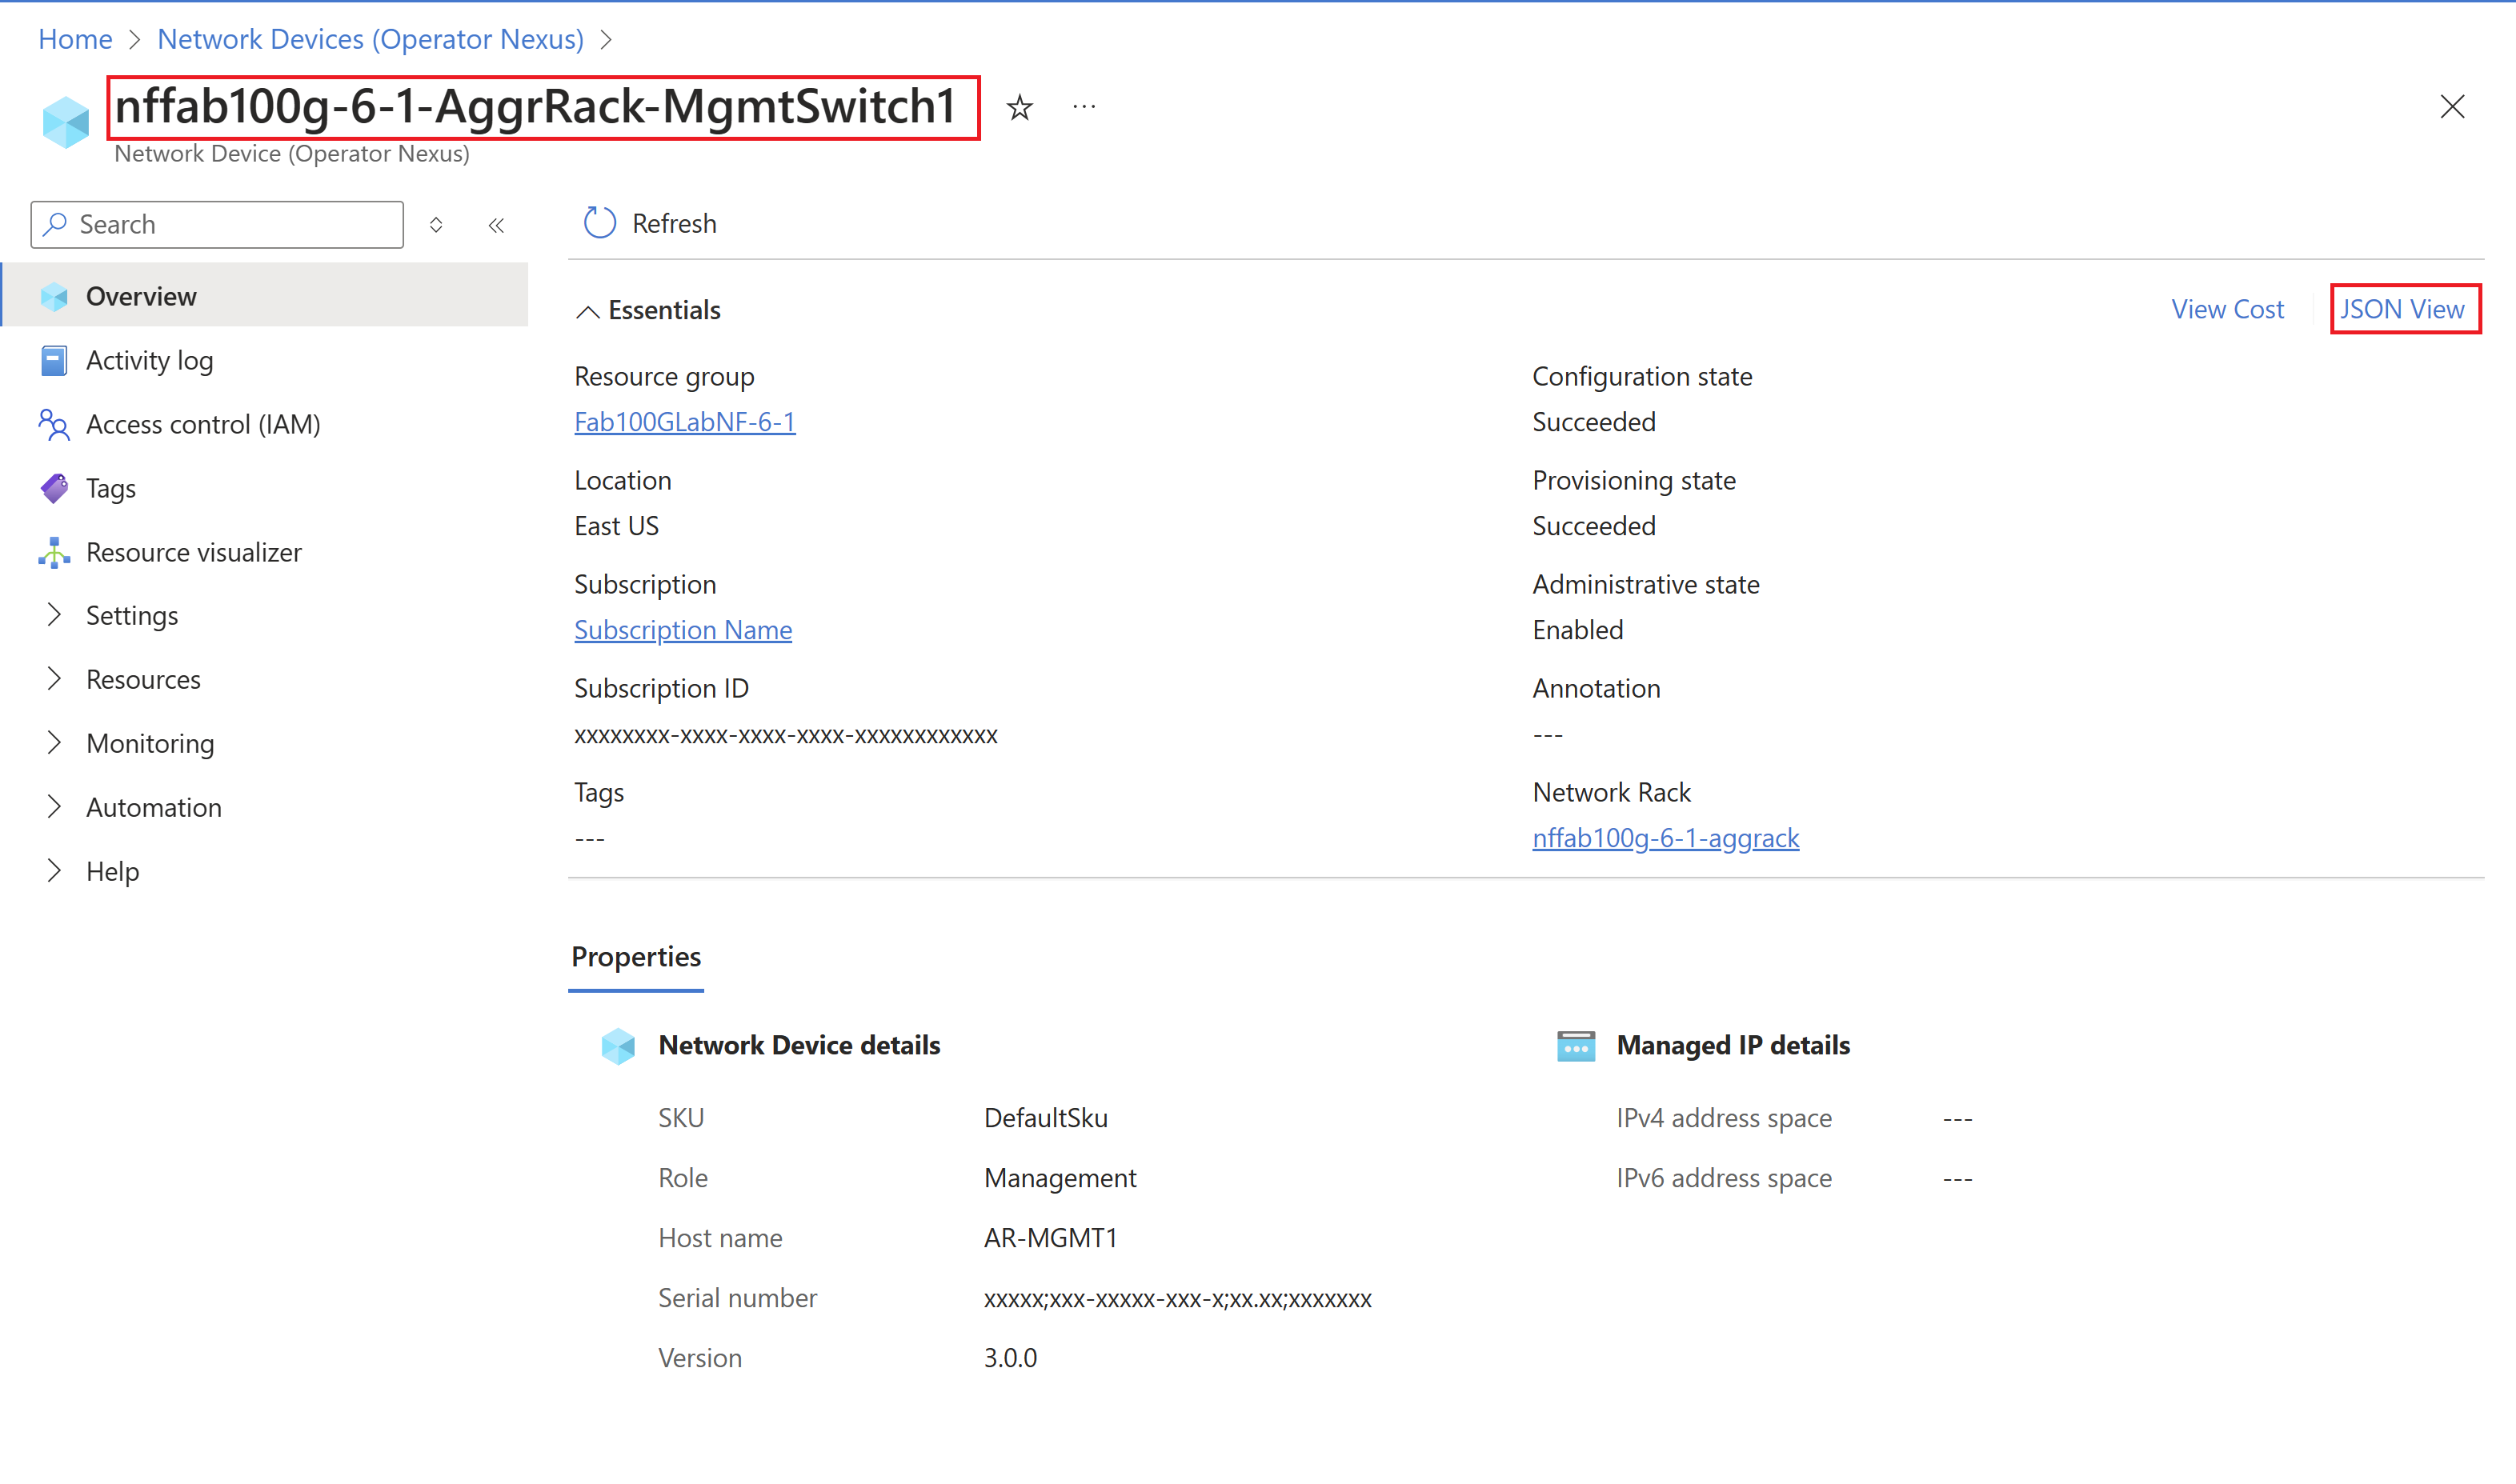 Home > Network Devices (Operator Nexus) >
nffab100g-6-1-AggrRack-MgmtSwitch1
Network Device (Operator Nexus)
Search
Refresh
Overview
Activity log
Access control (IAM)
Tags
Resource visualizer
Settings
Resources
Monitoring
Automation
Help
Essentials
View Cost
JSON View
Resource group
Fab100GLabNF-6-1
Location
East US
Subscription
Subscription Name
Subscription ID
xxxxxxxx-xxxx-xxxx-xxxx-xxxxxxxxxxxx
Tags
---
Configuration state
Succeeded
Provisioning state
Succeeded
Administrative state
Enabled
Annotation
---
Network Rack
nffab100g-6-1-aggrack
Properties
Network Device details
SKU DefaultSku
Role Management
Host name AR-MGMT1
Serial number xxxxx;xxx-xxxxx-xxx-x;xx.xx;xxxxxxx
Version 3.0.0
Managed IP details
IPv4 address space ---
IPv6 address space ---